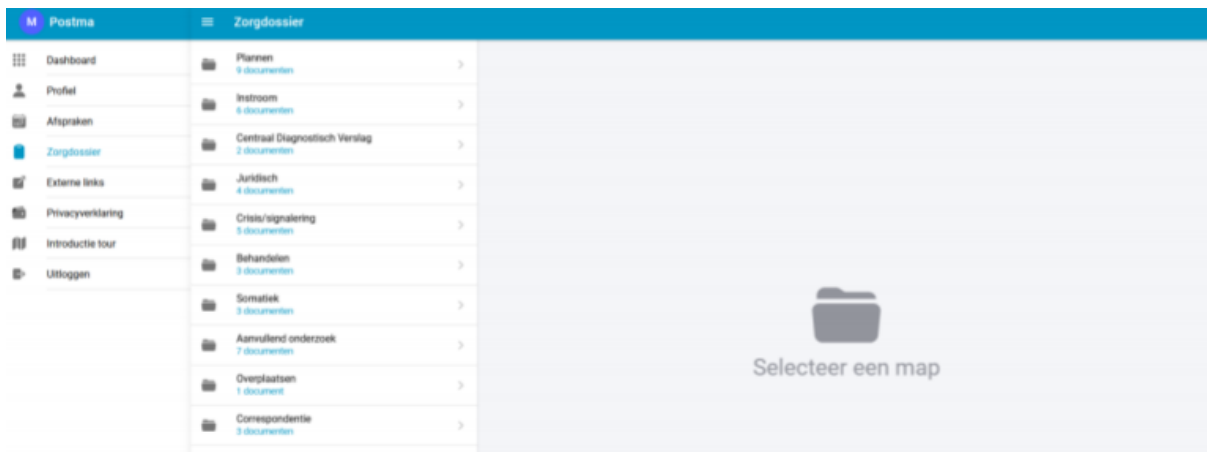 M Postma
Zorgdossier
Dashboard
Profiel
Afspraken
Zorgdossier
Externe links
Privacyverklaring
Introductie tour
Uitloggen
Plannen
9 documenten
Instroom
6 documenten
Centraal Diagnostisch Verslag
2 documenten
Juridisch
4 documenten
Crisis/signalering
5 documenten
Behandelen
3 documenten
Somatiek
3 documenten
Aanvullend onderzoek
7 documenten
Overplaatsen
1 document
Correspondentie
3 documenten
Selecteer een map